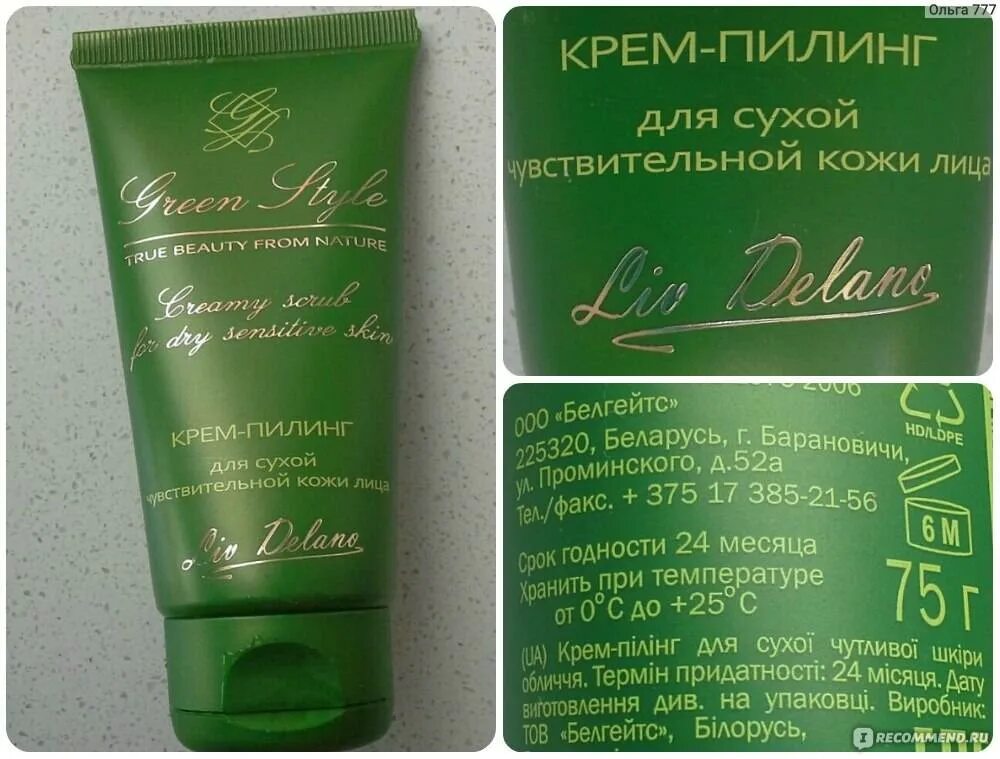 Green Style
TRUE BEAUTY FROM NATURE
Creamy scrub
for dry sensitive skin
КРЕМ-ПИЛИНГ
для сухой
чувствительной кожи лица
Liv Delano
Ольга 777
КРЕМ-ПИЛИНГ
для сухой
чувствительной кожи лица
Liv Delano
2006
ООО «Белгейтс»
225320, Беларусь, г. Барановичи,
ул. Проминского, д.52а
Тел./факс. + 375 17 385-21-56
HD/LDPE
6 M
Срок годности 24 месяца
Хранить при температуре
от 0°С до +25°С
75 г
(UA) Крем-пілінг для сухої чутливої шкіри
обличчя. Термін придатності: 24 місяця. Дату
виготовлення див. на упаковці. Виробник:
ТОВ «Белгейтс», Білорусь,
IRECOMMEND.RU